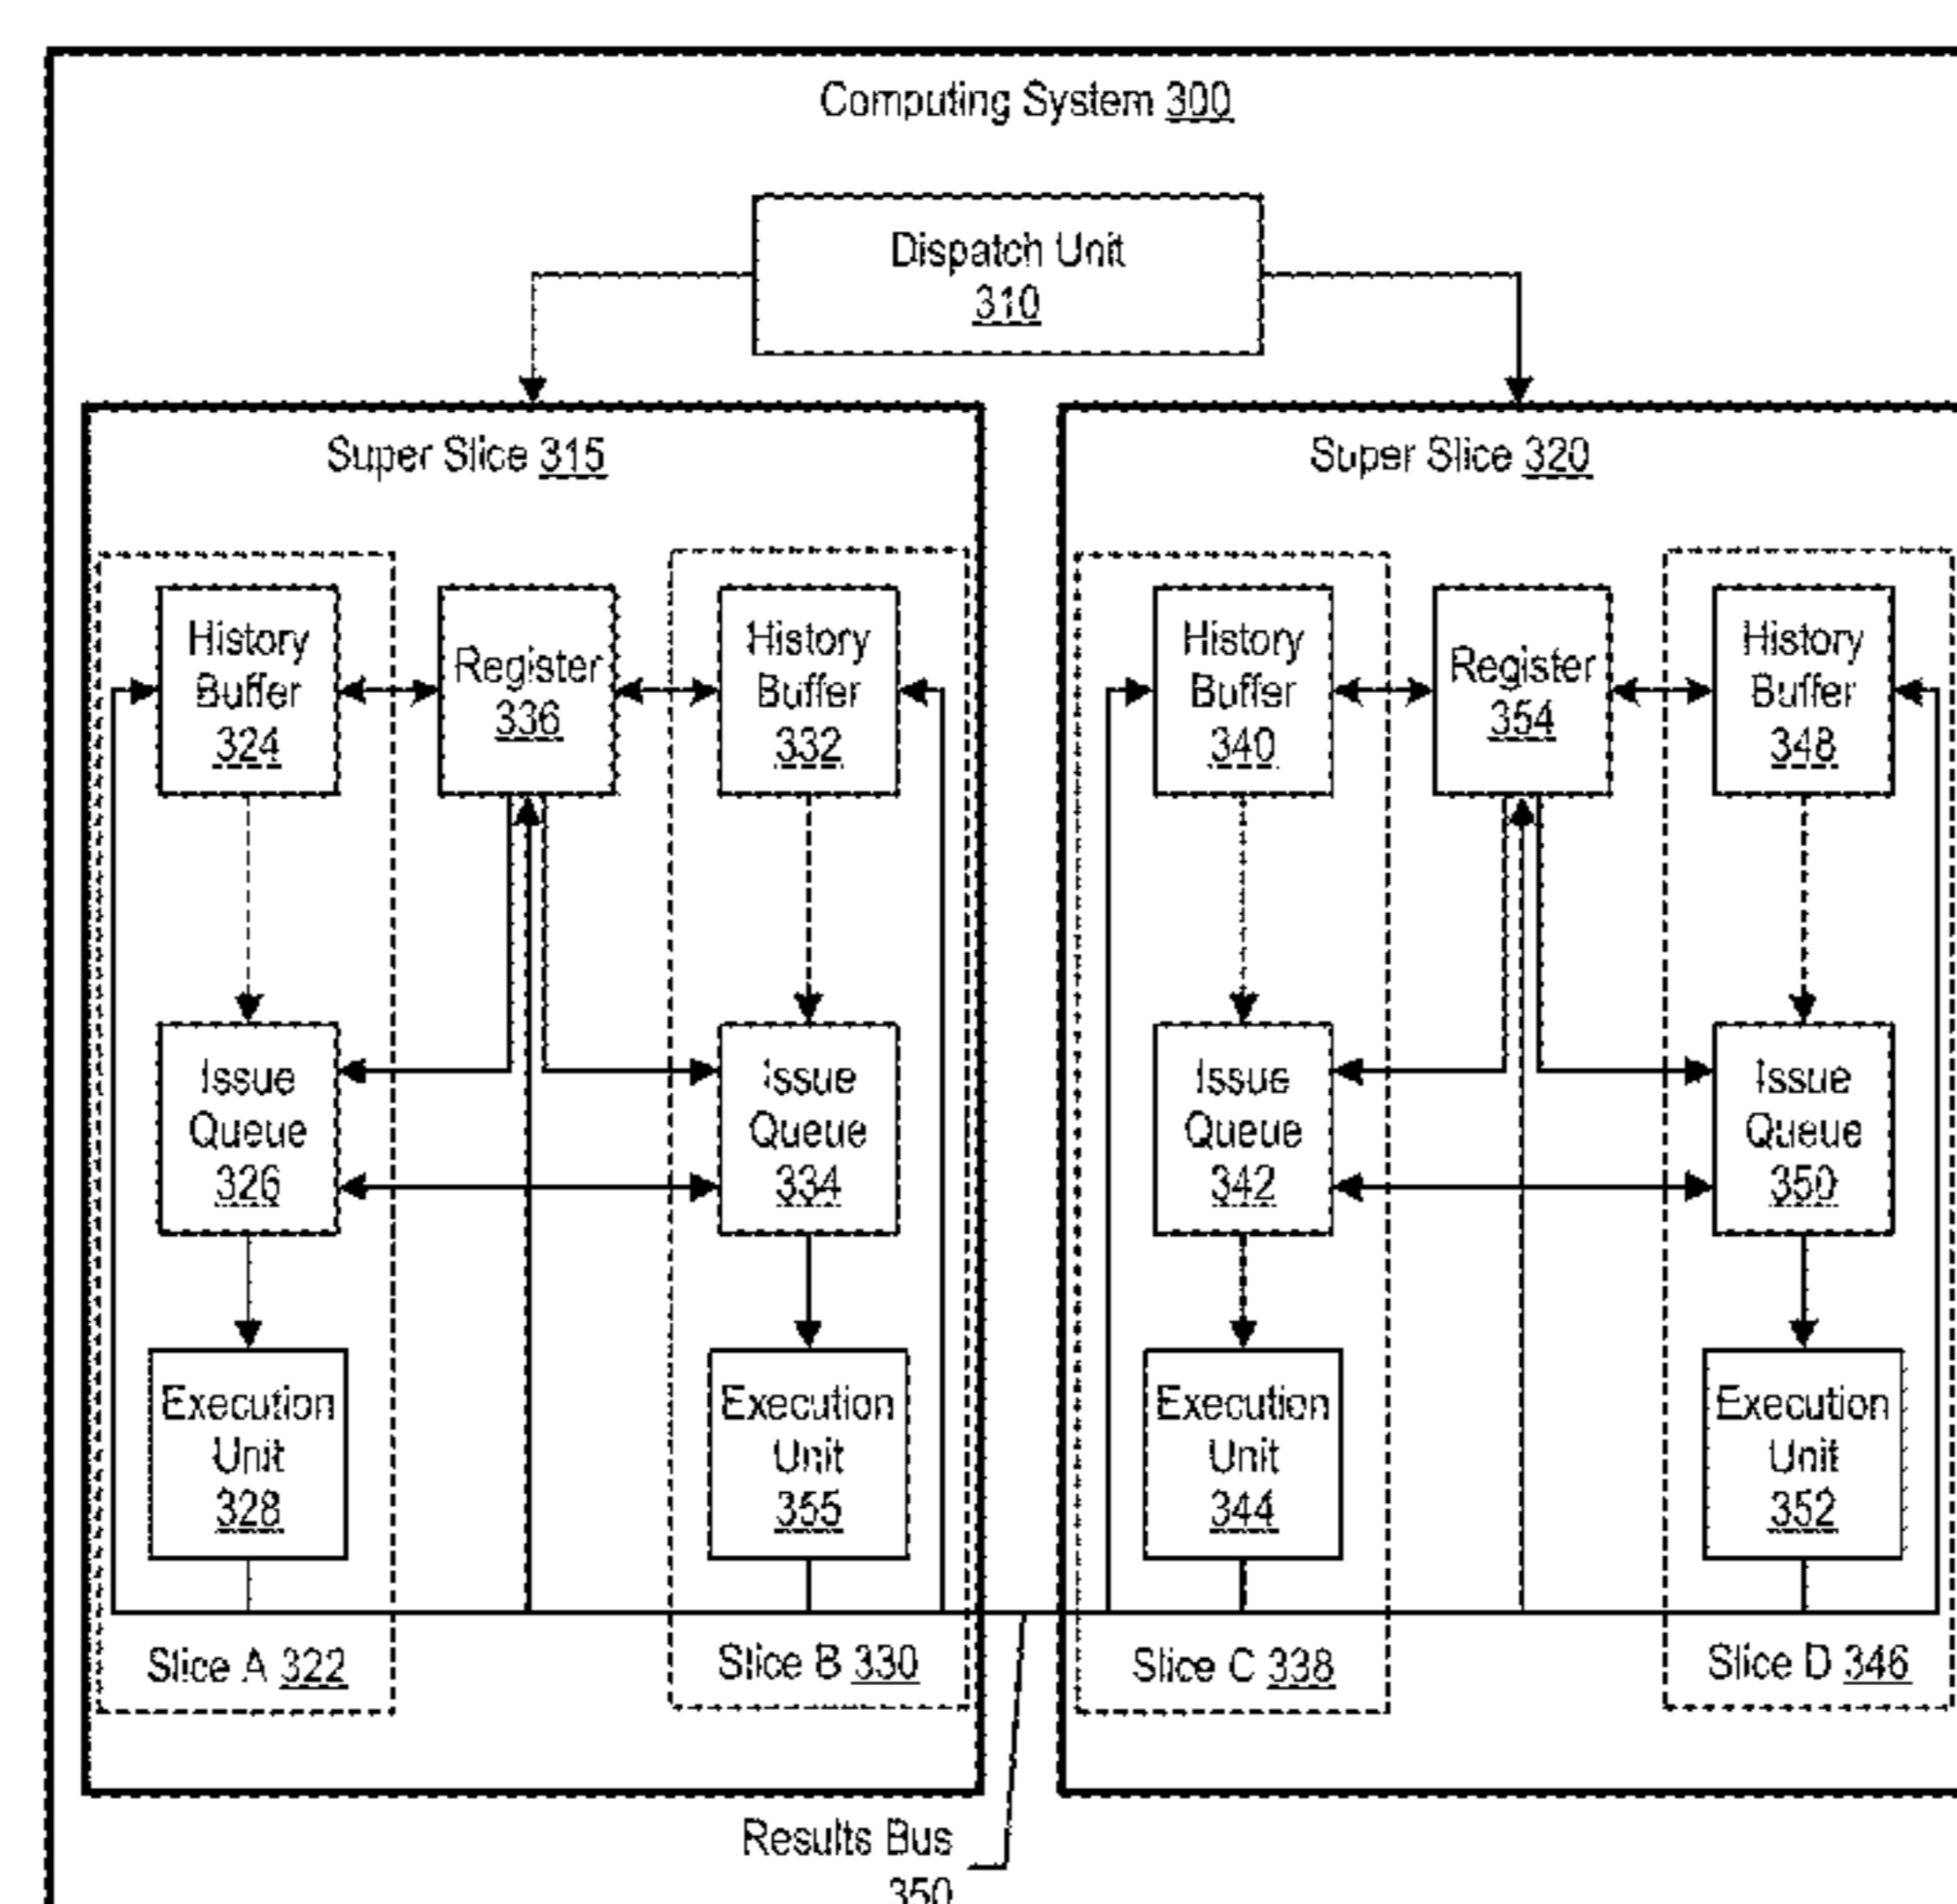 Computing System 300
Dispatch Unit
310
Super Slice 315
Super Slice 320
History
Buffer
324
Register
336
History
Buffer
332
History
Buffer
340
Register
354
History
Buffer
348
Issue
Queue
326
Issue
Queue
334
Issue
Queue
342
Issue
Queue
350
Execution
Unit
328
Execution
Unit
355
Execution
Unit
344
Execution
Unit
352
Slice A 322
Slice B 330
Slice C 338
Slice D 346
Results Bus
350